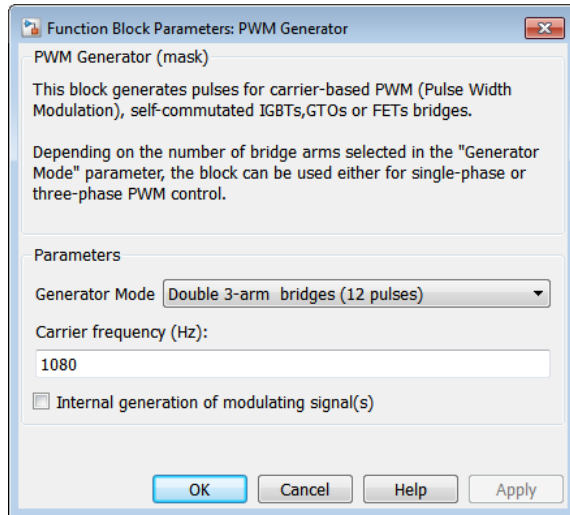 Function Block Parameters: PWM Generator
PWM Generator (mask)
This block generates pulses for carrier-based PWM (Pulse Width
Modulation), self-commutated IGBTs,GTOs or FETs bridges.
Depending on the number of bridge arms selected in the "Generator
Mode" parameter, the block can be used either for single-phase or
three-phase PWM control.
Parameters
Generator Mode Double 3-arm bridges (12 pulses)
Carrier frequency (Hz):
1080
Internal generation of modulating signal(s)
OK Cancel Help Apply